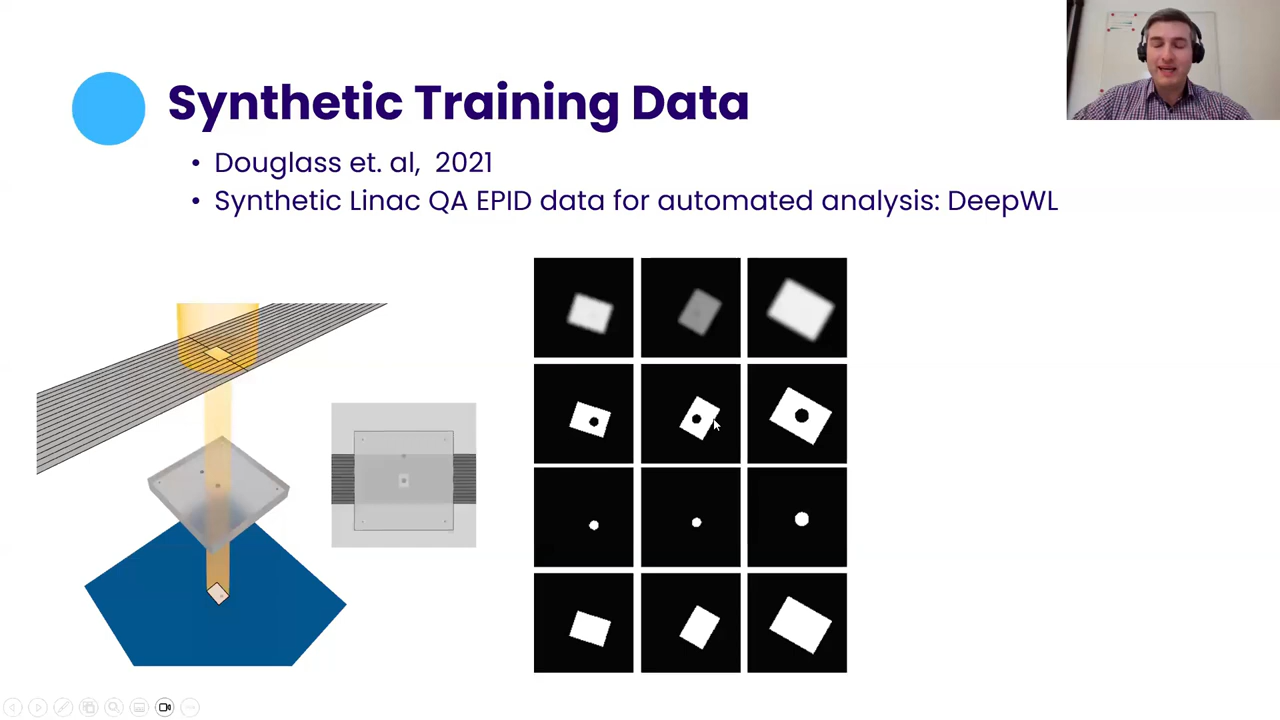 Synthetic Training Data
• Douglass et. al, 2021
• Synthetic Linac QA EPID data for automated analysis: DeepWL